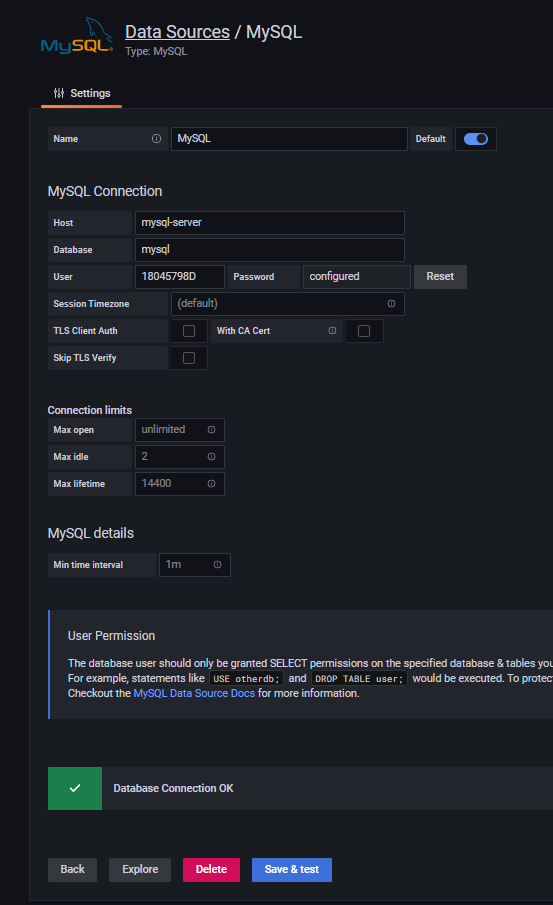 MySQL
Data Sources / MySQL
Type: MySQL
Settings
Name MySQL Default
MySQL Connection
Host mysql-server
Database mysql
User 18045798D Password configured Reset
Session Timezone (default)
TLS Client Auth With CA Cert
Skip TLS Verify
Connection limits
Max open unlimited
Max idle 2
Max lifetime 14400
MySQL details
Min time interval 1m
User Permission
The database user should only be granted SELECT permissions on the specified database & tables you
For example, statements like USE otherdb; and DROP TABLE user; would be executed. To protect
Checkout the MySQL Data Source Docs for more information.
Database Connection OK
Back Explore Delete Save & test